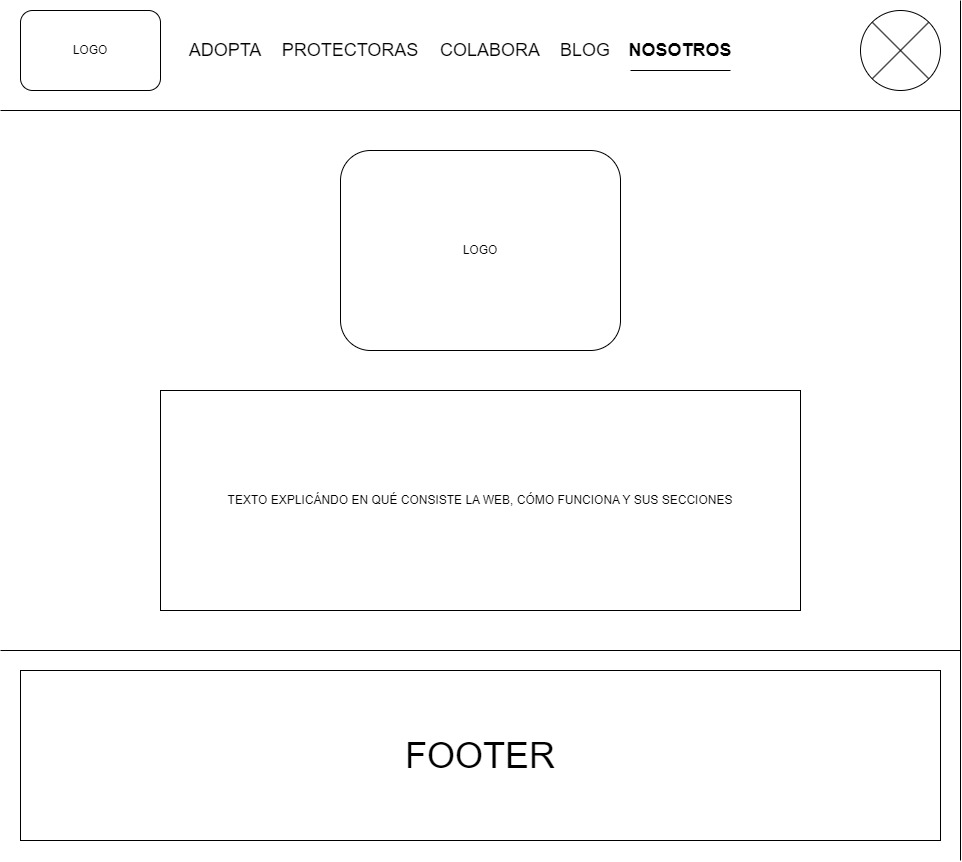 LOGO
ADOPTA PROTECTORAS COLABORA BLOG NOSOTROS
LOGO
TEXTO EXPLICÁNDO EN QUÉ CONSISTE LA WEB, CÓMO FUNCIONA Y SUS SECCIONES
FOOTER